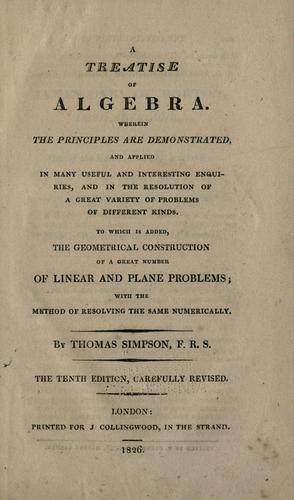 A
TREATISE
OF
ALGEBRA.
WHEREIN
THE PRINCIPLES ARE DEMONSTRATED,
AND APPLIED
IN MANY USEFUL AND INTERESTING ENQUI-
RIES, AND IN THE RESOLUTION OF
A GREAT VARIETY OF PROBLEMS
OF DIFFERENT KINDS.
TO WHICH IS ADDED,
THE GEOMETRICAL CONSTRUCTION
OF A GREAT NUMBER
OF LINEAR AND PLANE PROBLEMS;
WITH THE
METHOD OF RESOLVING THE SAME NUMERICALLY.
BY THOMAS SIMPSON, F. R. S.
THE TENTH EDITION, CAREFULLY REVISED.
LONDON:
PRINTED FOR J. COLLINGWOOD, IN THE STRAND.
1826.